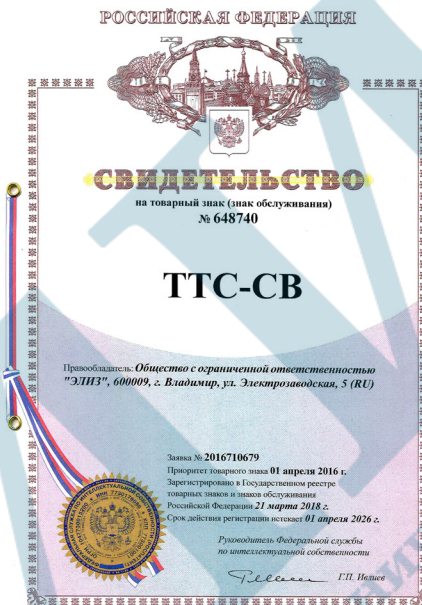 РОССИЙСКАЯ ФЕДЕРАЦИЯ
СВИДЕТЕЛЬСТВО
на товарный знак (знак обслуживания)
№ 648740
ТТС-СВ
Правообладатель: Общество с ограниченной ответственностью
"ЭЛИЗ", 600009, г. Владимир, ул. Электрозаводская, 5 (RU)
Заявка № 2016710679
Приоритет товарного знака 01 апреля 2016 г.
Зарегистрировано в Государственном реестре
товарных знаков и знаков обслуживания
Российской Федерации 21 марта 2018 г.
Срок действия регистрации истекает 01 апреля 2026 г.
Руководитель Федеральной службы
по интеллектуальной собственности
Г.П. Ивлиев